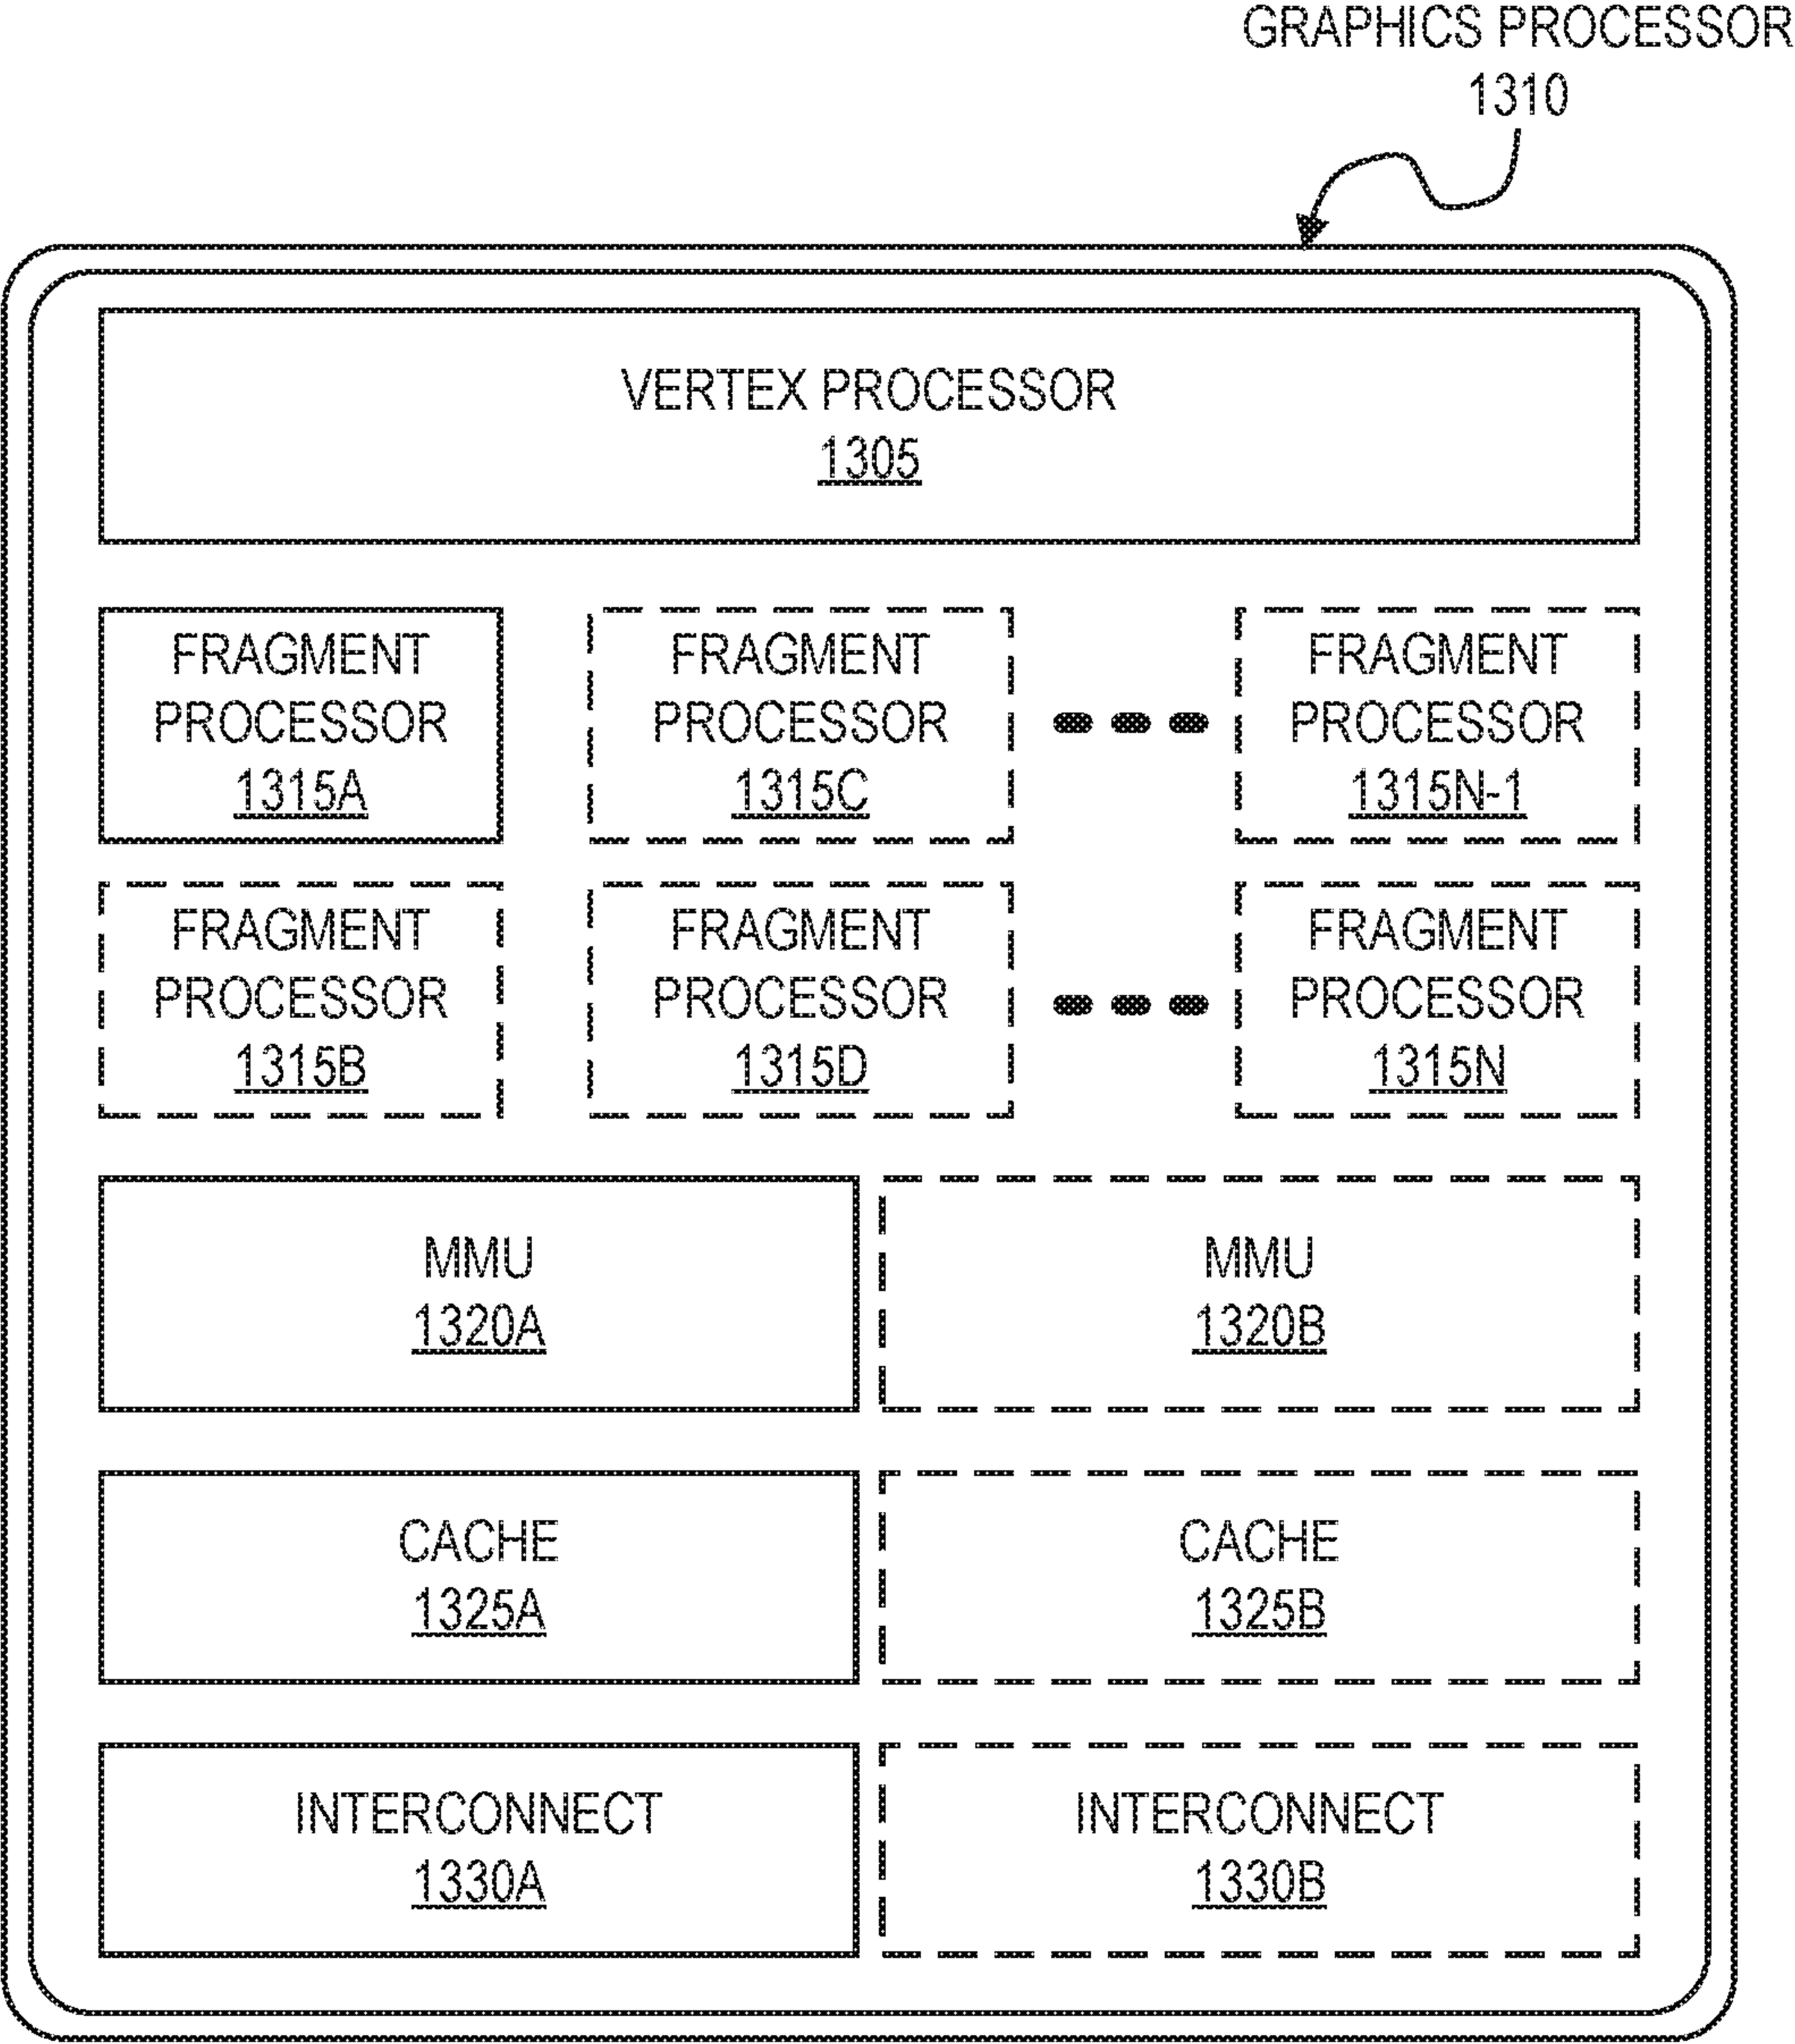 GRAPHICS PROCESSOR
1310
VERTEX PROCESSOR
1305
FRAGMENT
PROCESSOR
1315A
FRAGMENT
PROCESSOR
1315C
FRAGMENT
PROCESSOR
1315N-1
FRAGMENT
PROCESSOR
1315B
FRAGMENT
PROCESSOR
1315D
FRAGMENT
PROCESSOR
1315N
MMU
1320A
MMU
1320B
CACHE
1325A
CACHE
1325B
INTERCONNECT
1330A
INTERCONNECT
1330B